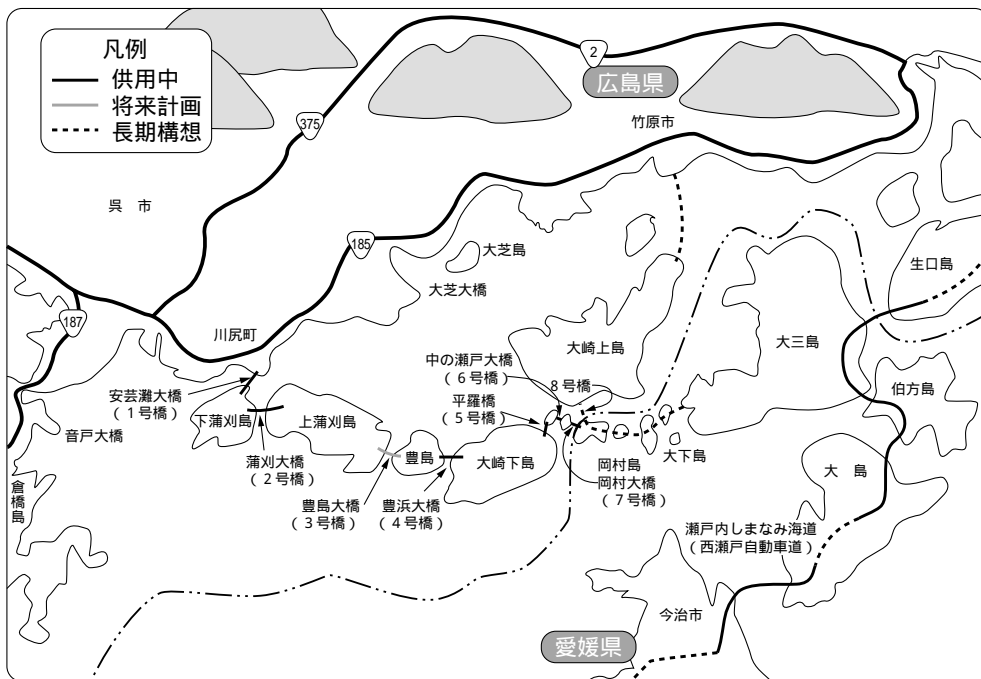 凡例
供用中
将来計画
長期構想
2
広島県
竹原市
375
呉 市
185
大芝島
大芝大橋
生口島
187
川尻町
大崎上島
大三島
中の瀬戸大橋
(6号橋)
8号橋
伯方島
安芸灘大橋
(1号橋)
平羅橋
(5号橋)
下蒲刈島
上蒲刈島
音戸大橋
豊島
大崎下島
岡村島
大下島
蒲刈大橋
(2号橋)
岡村大橋
(7号橋)
大 島
倉橋島
豊島大橋
(3号橋)
豊浜大橋
(4号橋)
瀬戸内しまなみ海道
(西瀬戸自動車道)
今治市
愛媛県